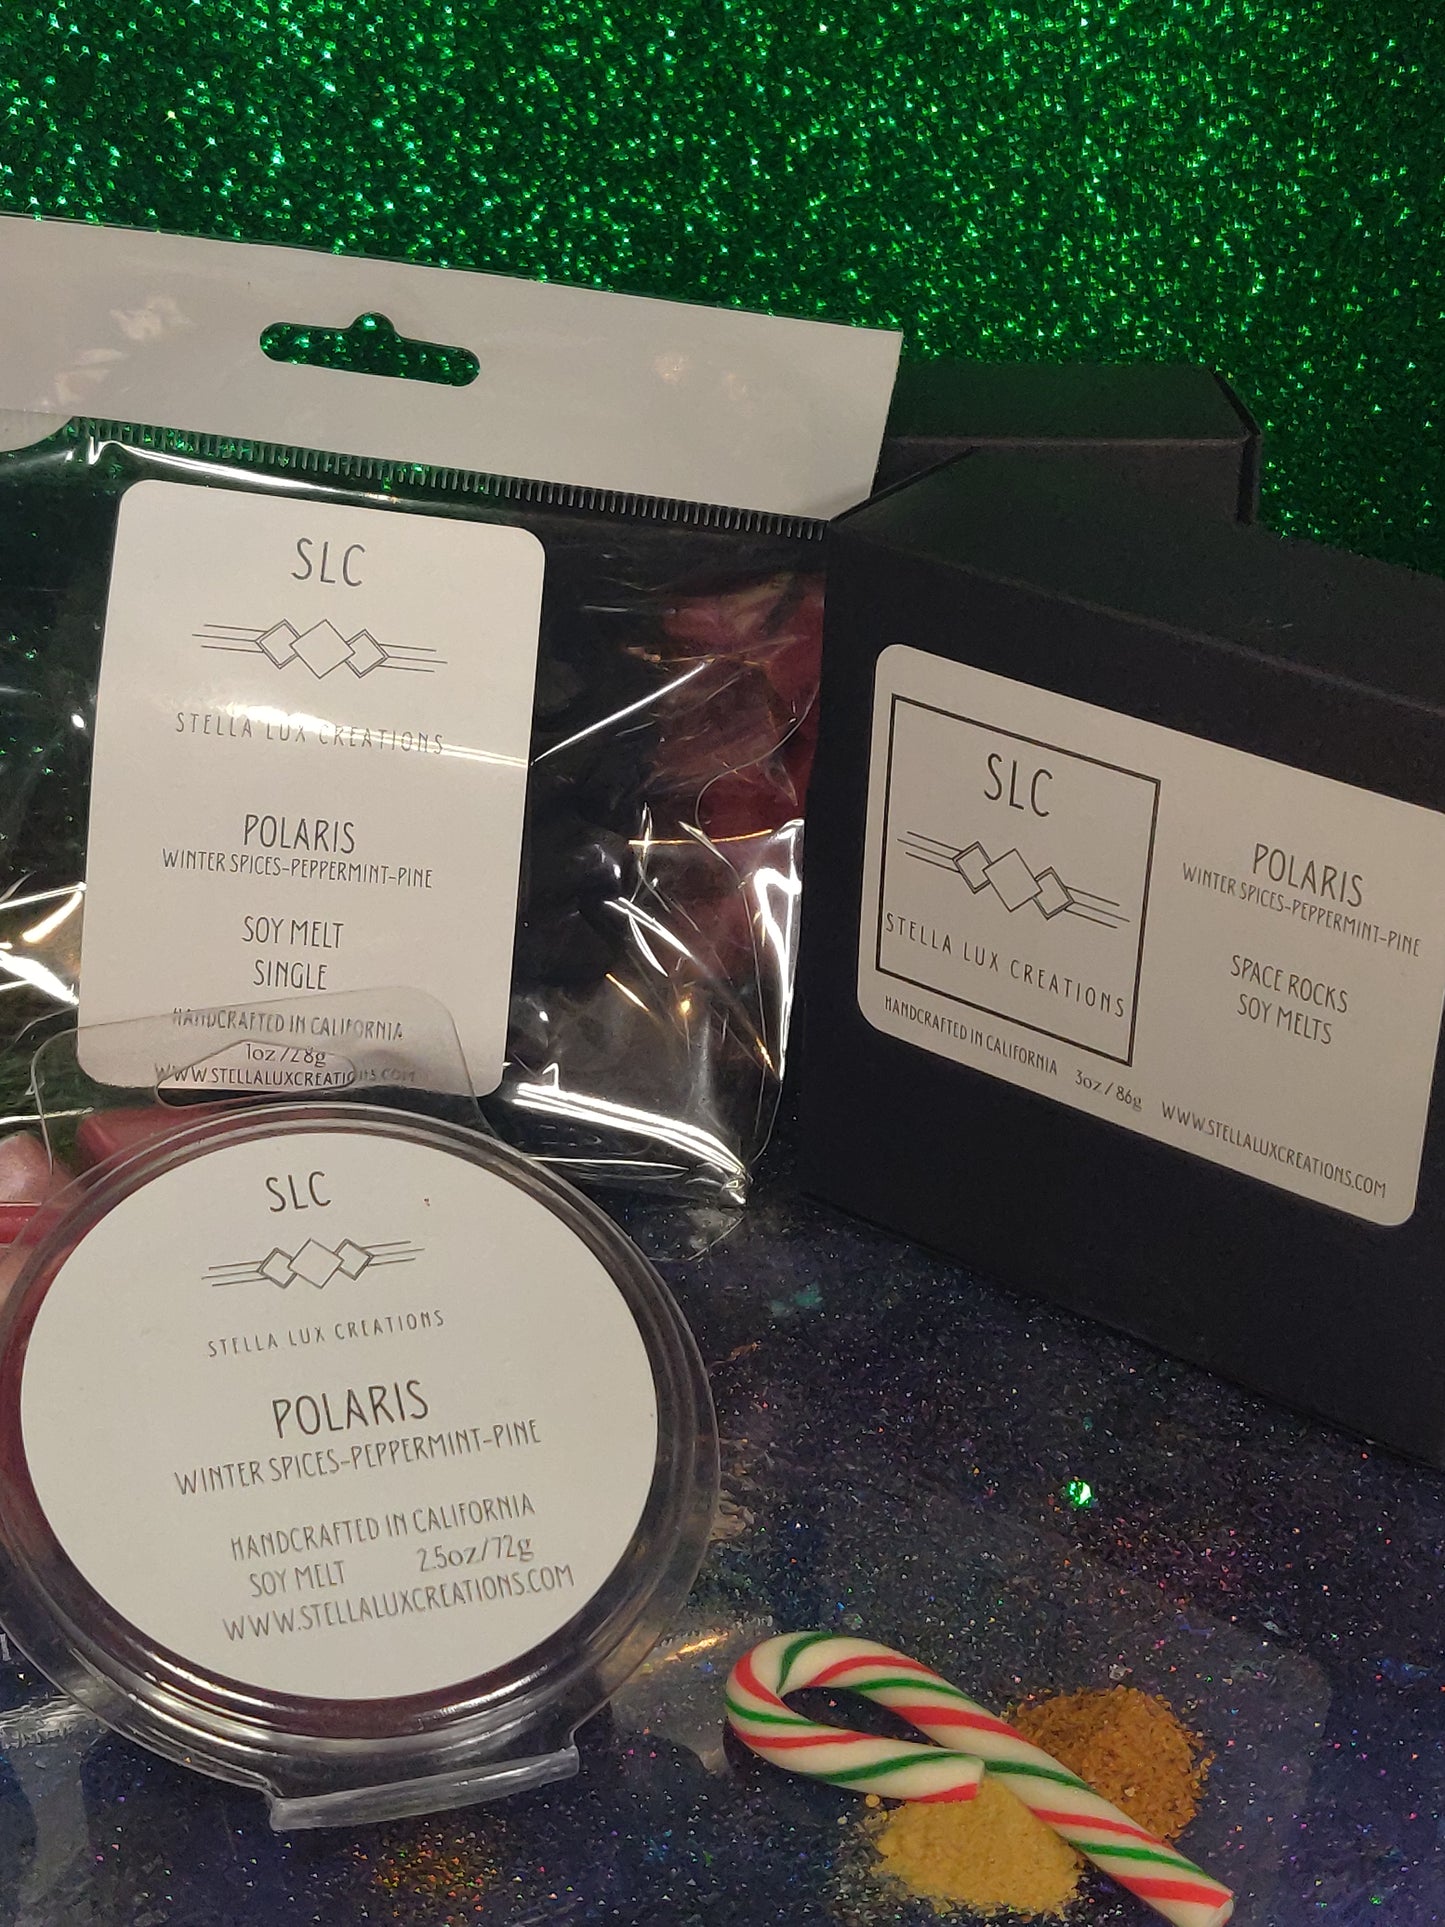 SLC
STELLA LUX CREATIONS
POLARIS
WINTER SPICES-PEPPERMINT-PINE
SOY MELT
SINGLE
HANDCRAFTED IN CALIFORNIA
1oz/28g
WWW.STELLALUXCREATIONS.COM
SLC
STELLA LUX CREATIONS
POLARIS
WINTER SPICES-PEPPERMINT-PINE
SPACE ROCKS
SOY MELTS
HANDCRAFTED IN CALIFORNIA 3oz/86g WWW.STELLALUXCREATIONS.COM
SLC
STELLA LUX CREATIONS
POLARIS
WINTER SPICES-PEPPERMINT-PINE
HANDCRAFTED IN CALIFORNIA
SOY MELT 2.5oz/72g
WWW.STELLALUXCREATIONS.COM